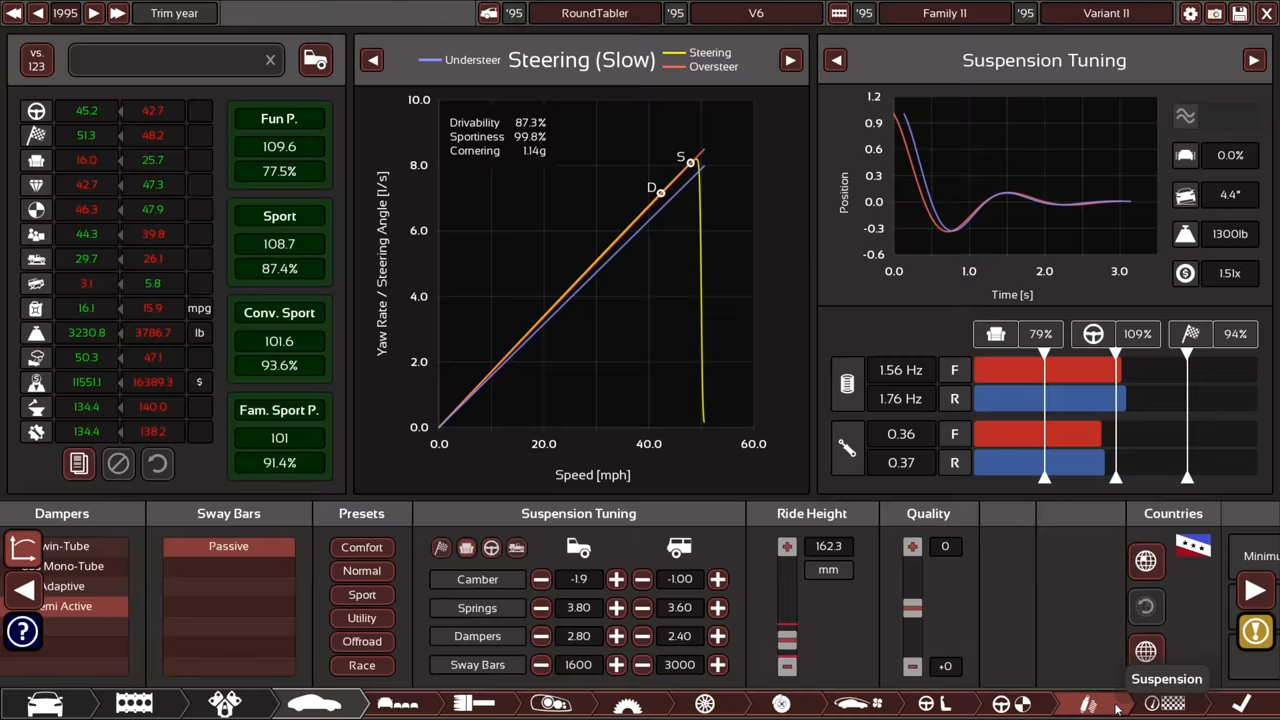 1995
Trim year
'95
RoundTabler
'95
V6
'95
Family 11
'95
Variant 11
vs.
123
x
45.2 42.7
51.3 48.2
16.0 25.7
42.7 47.3
46.3 47.9
44.3 39.8
29.7 26.1
3.1 5.8
16.1 15.9 mpg
3230.8 3786.7 lb
50.3 47.1
11551.1 16389.3 $
134.4 140.0
134.4 138.2
Fun P.
109.6
77.5%
Sport
108.7
87.4%
Conv. Sport
101.6
93.6%
Fam. Sport P.
101
91.4%
Understeer
Steering (Slow)
Steering
Oversteer
Drivability 87.3%
Sportiness 99.8%
Cornering 1.14g
S
D
Yaw Rate / Steering Angle [1/s]
10.0
8.0
6.0
4.0
2.0
0.0
0.0 20.0 40.0 60.0
Speed [mph]
Suspension Tuning
Position
1.2
0.9
0.6
0.3
0.0
-0.3
-0.6
0.0 1.0 2.0 3.0
Time [s]
0.0%
4.4°
1300lb
1.51x
79% 109% 94%
1.56 Hz F
1.76 Hz R
0.36 F
0.37 R
Dampers
Mono-Tube
Adaptive
Sway Bars
Passive
Presets
Comfort
Normal
Sport
Utility
Offroad
Race
Suspension Tuning
Camber -1.9 -1.00
Springs 3.80 3.60
Dampers 2.80 2.40
Sway Bars 1600 3000
Ride Height
162.3
mm
Quality
0
+0
Countries
Suspension